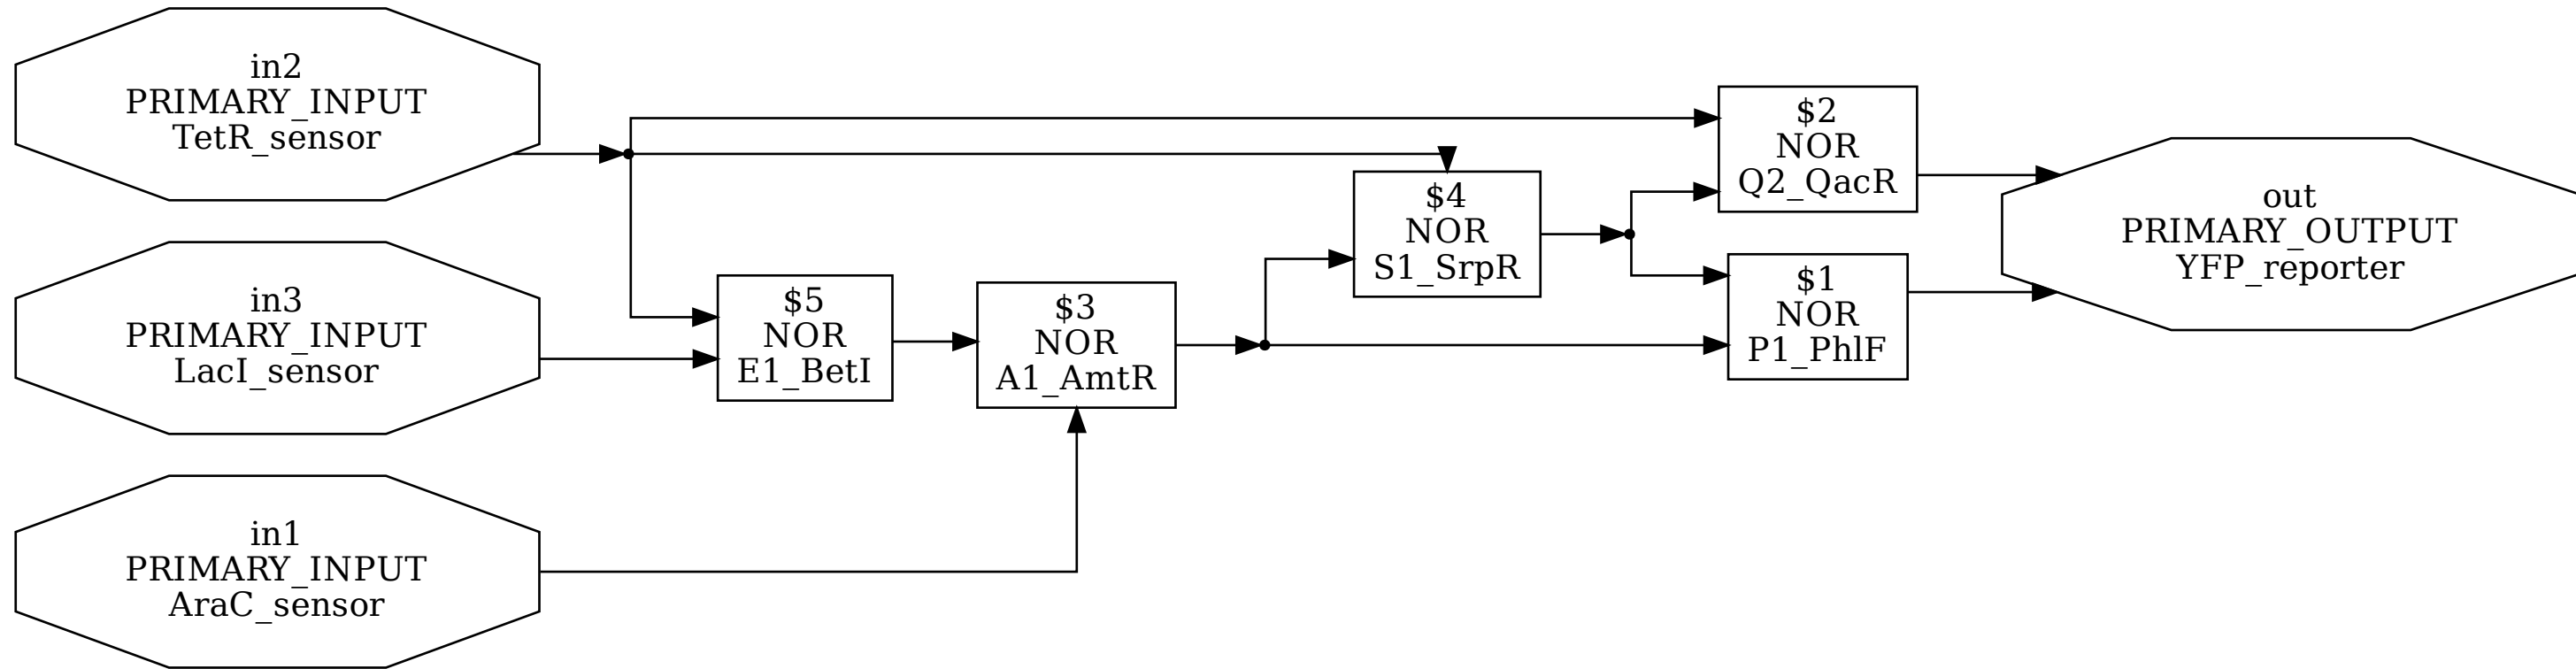 in2
PRIMARY_INPUT
TetR_sensor
in3
PRIMARY_INPUT
LacI_sensor
in1
PRIMARY_INPUT
AraC_sensor
$5
NOR
E1_BetI
$3
NOR
A1_AmtR
$4
NOR
S1_SrpR
$2
NOR
Q2_QacR
$1
NOR
P1_PhlF
out
PRIMARY_OUTPUT
YFP_reporter